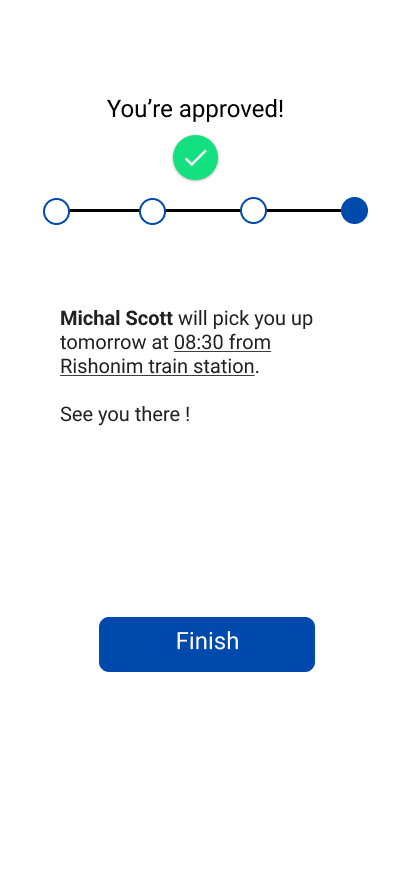 You’re approved!
Michal Scott will pick you up
tomorrow at 08:30 from
Rishonim train station.
See you there !
Finish